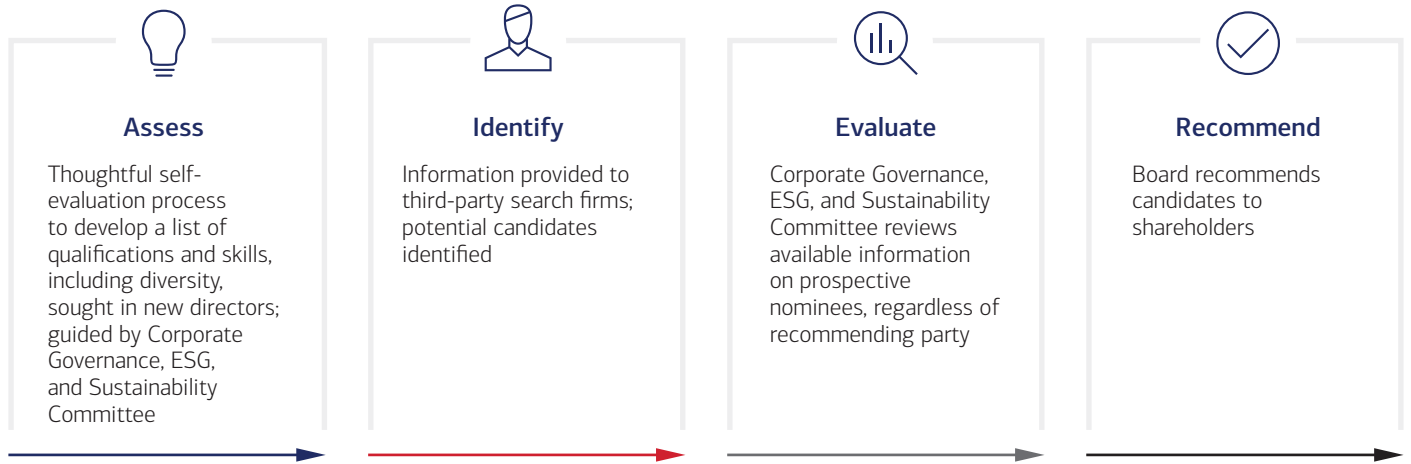 Assess
Thoughtful self-
evaluation process
to develop a list of
qualifications and skills,
including diversity,
sought in new directors;
guided by Corporate
Governance, ESG,
and Sustainability
Committee
Identify
Information provided to
third-party search firms;
potential candidates
identified
Evaluate
Corporate Governance,
ESG, and Sustainability
Committee reviews
available information
on prospective
nominees, regardless of
recommending party
Recommend
Board recommends
candidates to
shareholders